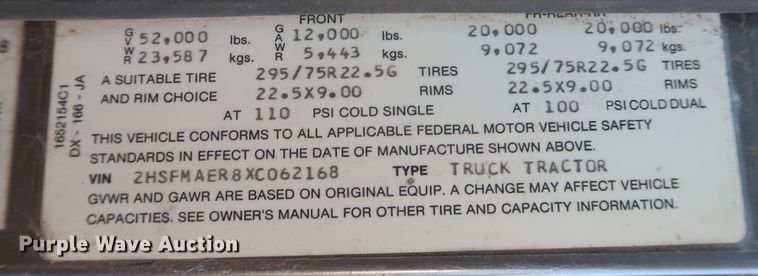 FRONT
GVWR 52,000 lbs. GAWR 12,000 lbs. 20,000 20,000 lbs.
23,587 kgs. 5,443 kgs. 9,072 9,072 kgs.
A SUITABLE TIRE 295/75R22.5G TIRES 295/75R22.5G TIRES
AND RIM CHOICE 22.5X9.00 RIMS 22.5X9.00 RIMS
AT 110 PSI COLD SINGLE AT 100 PSI COLD DUAL
THIS VEHICLE CONFORMS TO ALL APPLICABLE FEDERAL MOTOR VEHICLE SAFETY
STANDARDS IN EFFECT ON THE DATE OF MANUFACTURE SHOWN ABOVE.
VIN 2HSFMAER8XC062168 TYPE TRUCK TRACTOR
GVWR AND GAWR ARE BASED ON ORIGINAL EQUIP. A CHANGE MAY AFFECT VEHICLE
CAPACITIES. SEE OWNER'S MANUAL FOR OTHER TIRE AND CAPACITY INFORMATION.
1652154C1
DX - 166 - JA
Purple Wave Auction